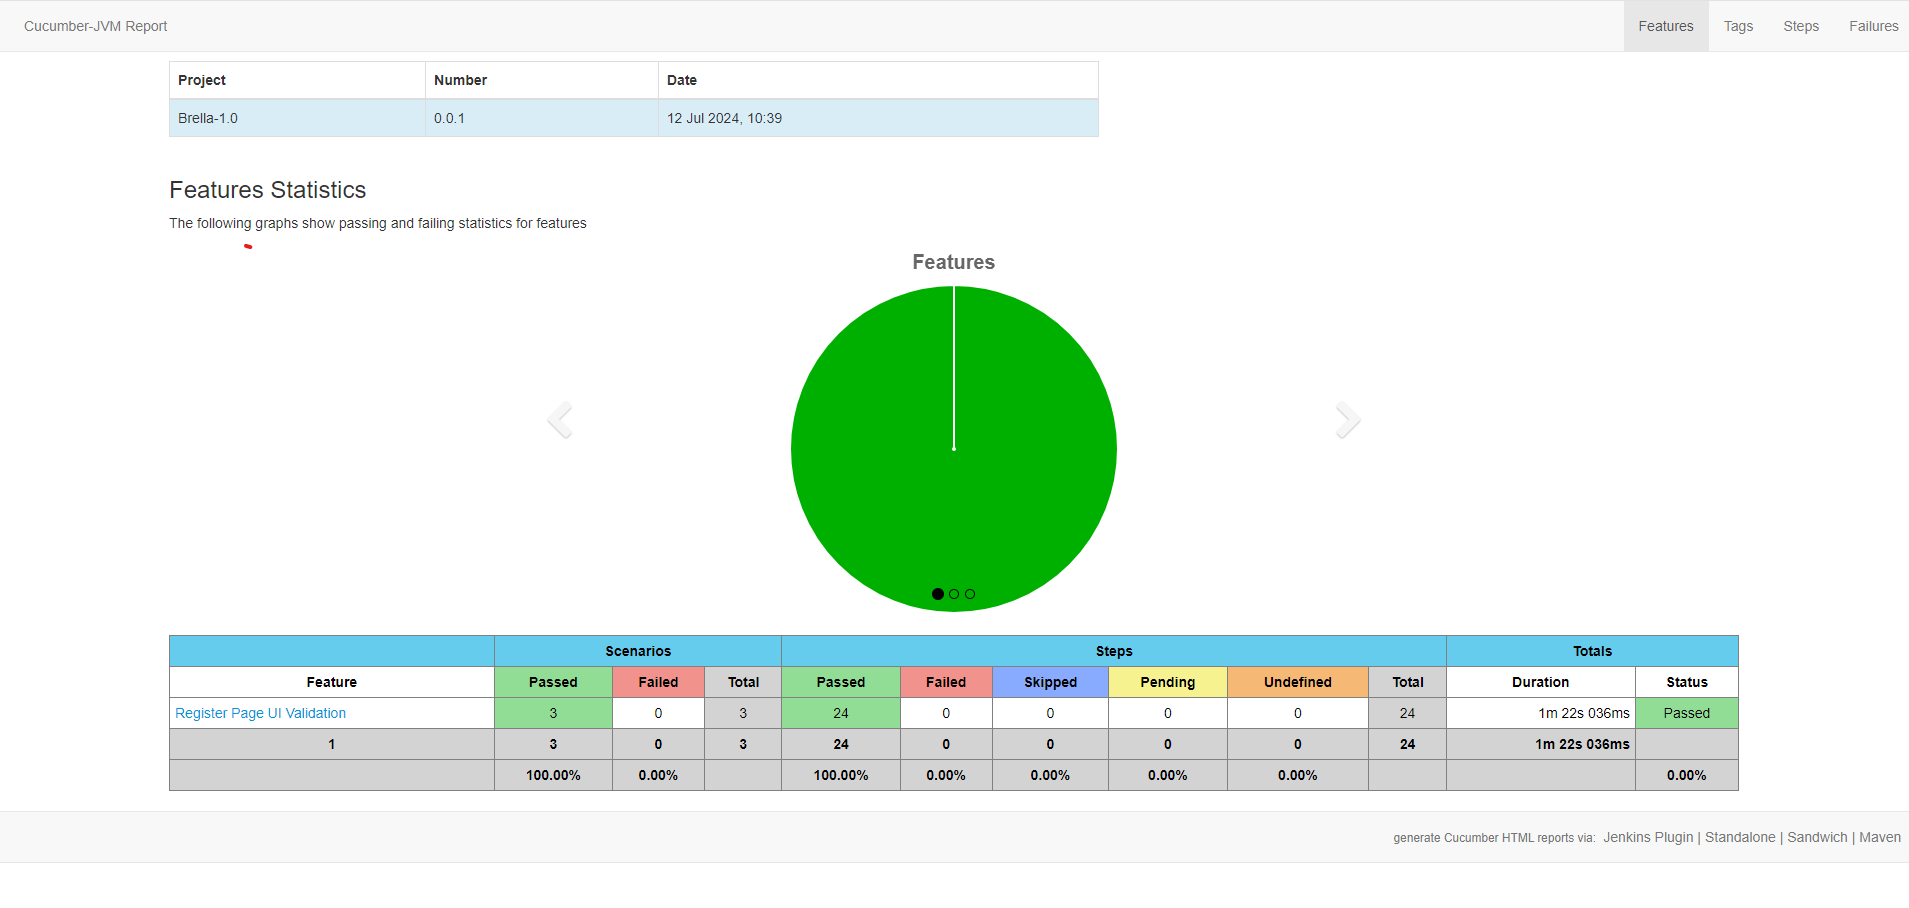 Cucumber-JVM Report Features Tags Steps Failures
Project Number Date
Brella-1.0 0.0.1 12 Jul 2024, 10:39
Features Statistics
The following graphs show passing and failing statistics for features
Features
Scenarios Steps Totals
Feature Passed Failed Total Passed Failed Skipped Pending Undefined Total Duration Status
Register Page UI Validation 3 0 3 24 0 0 0 0 24 1m 22s 036ms Passed
1 3 0 3 24 0 0 0 0 24 1m 22s 036ms
100.00% 0.00% 100.00% 0.00% 0.00% 0.00% 0.00% 0.00%
generate Cucumber HTML reports via: Jenkins Plugin | Standalone | Sandwich | Maven